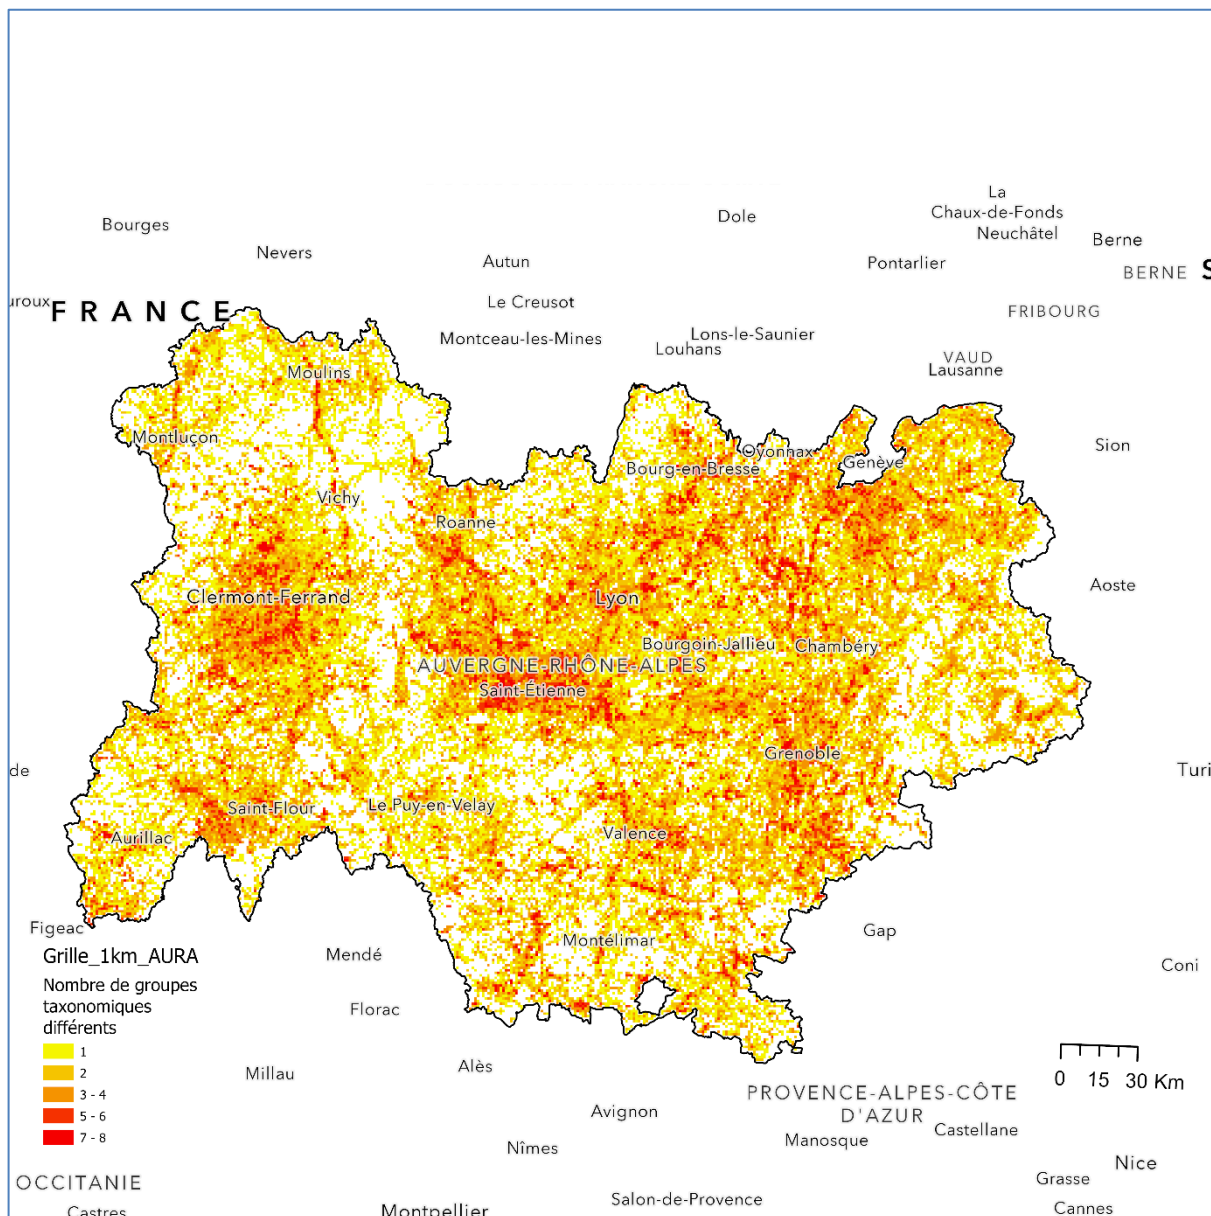 La
Chaux-de-Fonds
Neuchâtel
Dole
Bourges
Berne
Nevers
Autun
Pontarlier
BERNE
S
uroux
FRANCE
Le Creusot
FRIBOURG
Montceau-les-Mines
Lons-le-Saunier
Louhans
VAUD
Lausanne
Moulins
Montluçon
Sion
Oyonnax
Bourg-en-Bresse
Genève
Vichy
Roanne
Aoste
Clermont-Ferrand
Lyon
Bourgoin-Jallieu
Chambéry
AUVERGNE-RHÔNE-ALPES
Saint-Étienne
Grenoble
de
Turi
Saint-Flour
Le Puy-en-Velay
Aurillac
Valence
Figeac
Gap
Montélimar
Mendé
Coni
Grille_1km_AURA
Nombre de groupes
taxonomiques
différents
1
2
3 - 4
5 - 6
7 - 8
Florac
Alès
Millau
0 15 30 Km
PROVENCE-ALPES-CÔTE
D'AZUR
Avignon
Castellane
Manosque
Nîmes
Nice
OCCITANIE
Grasse
Salon-de-Provence
Cannes
Castres
Montpellier